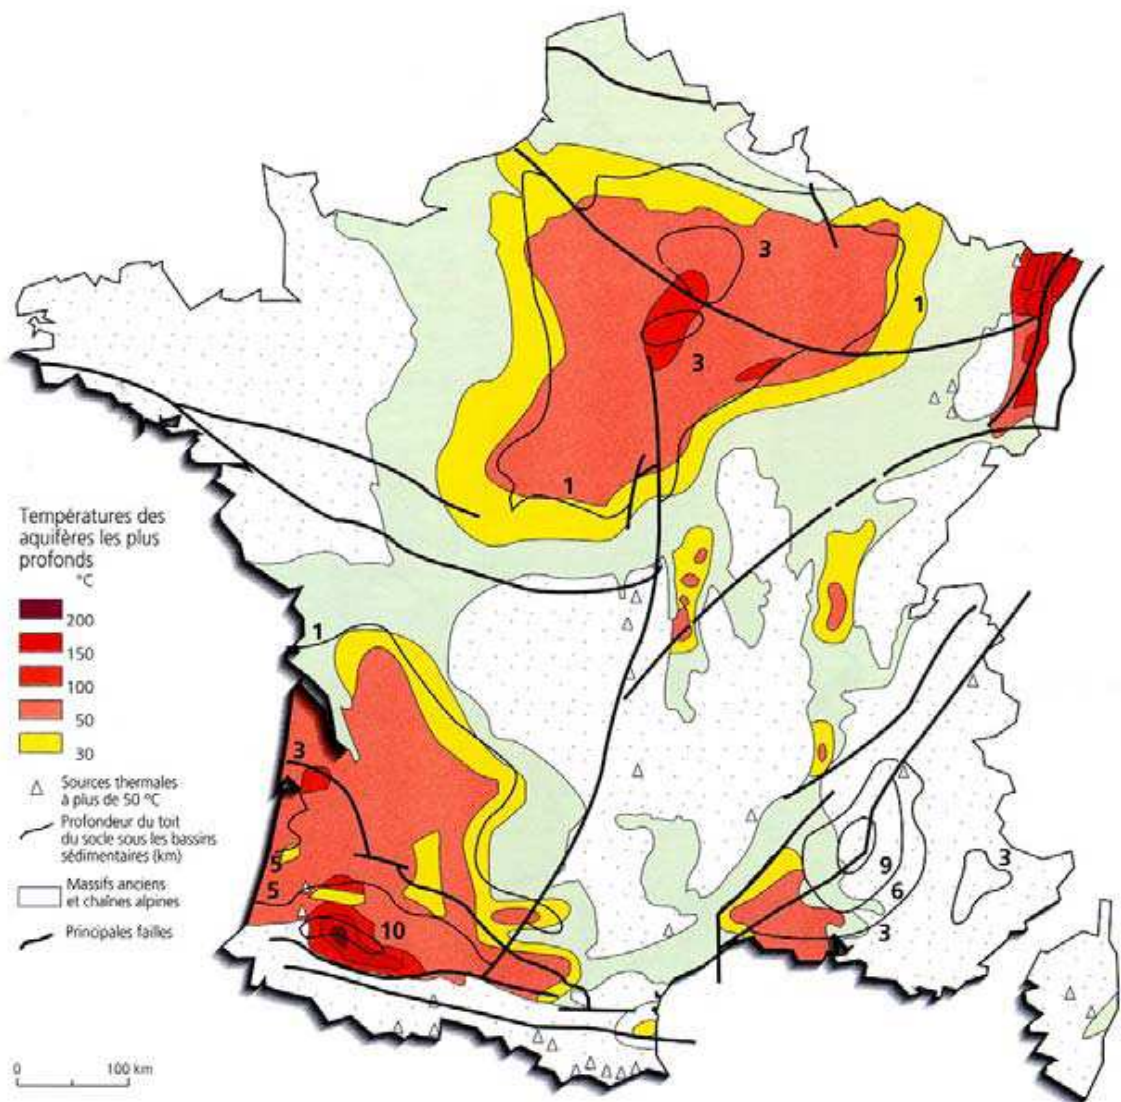 3
1
3
1
Températures des
aquifères les plus
profonds
°C
200
150
100
50
30
Sources thermales
à plus de 50 °C
Profondeur du toit
du socle sous les bassins
sédimentaires (km)
Massifs anciens
et chaînes alpines
Principales failles
1
3
5
5
10
9
6
3
3
0
100 km